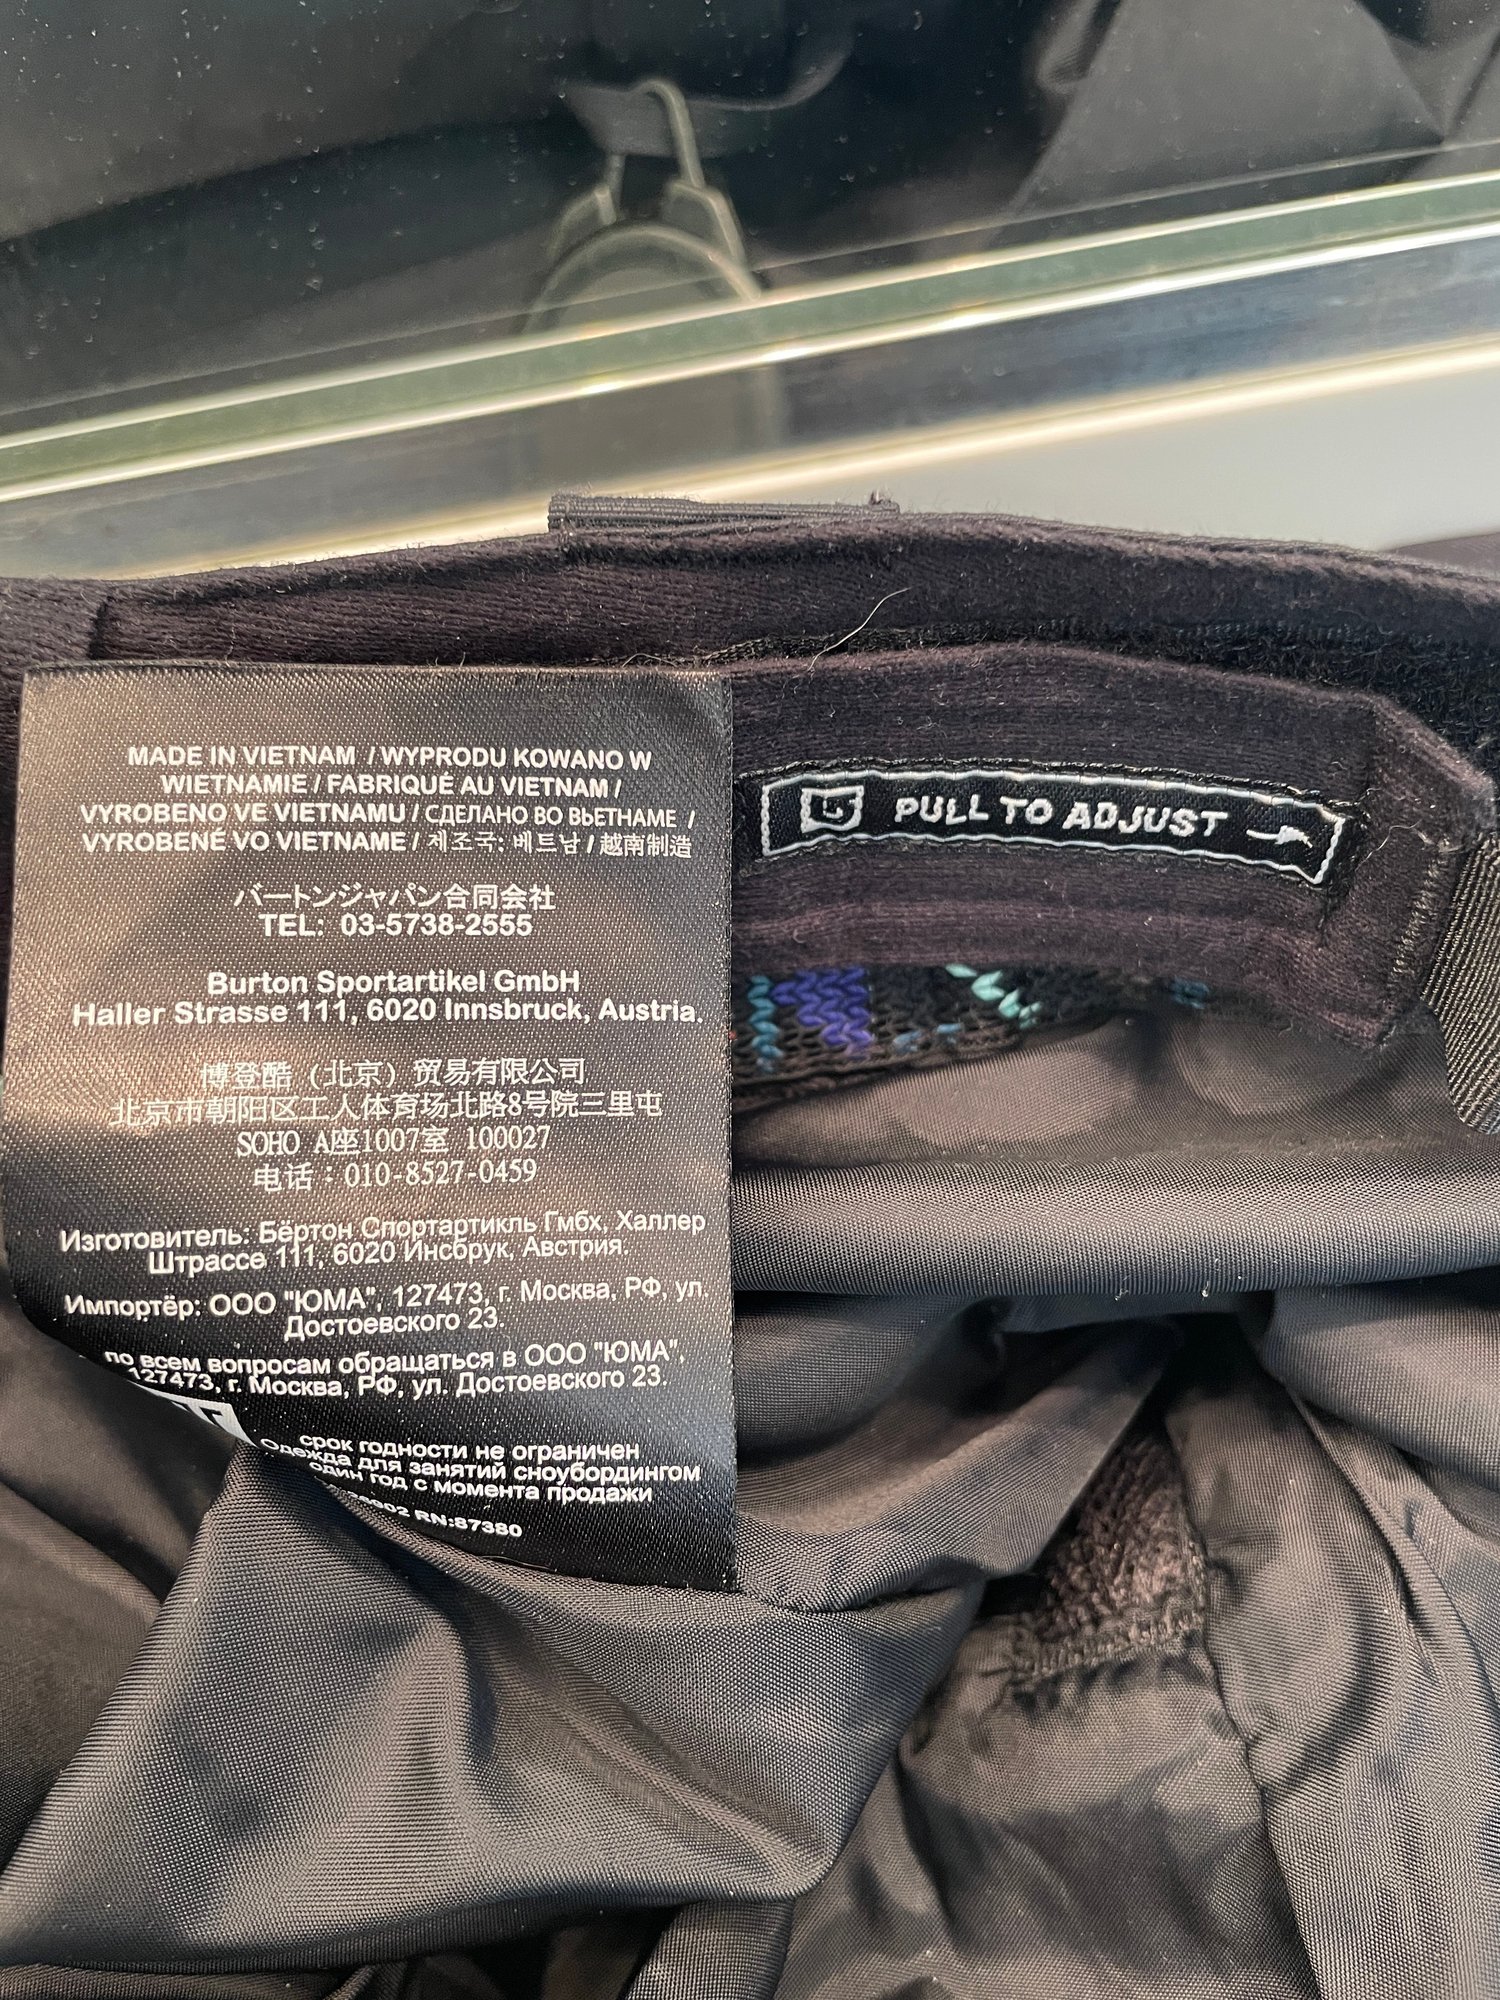 MADE IN VIETNAM / WYPRODU KOWANO W
WIETNAMIE / FABRIQUÉ AU VIETNAM /
VYROBENO VE VIETNAMU / СДЕЛАНО ВО ВЬЕТНАМЕ /
VYROBENÉ VO VIETNAME / 제조국: 베트남 / 越南制造
バートンジャパン合同会社
TEL: 03-5738-2555
Burton Sportartikel GmbH
Haller Strasse 111, 6020 Innsbruck, Austria.
博登酷 (北京) 贸易有限公司
北京市朝阳区工人体育场北路8号院三里屯
SOHO A座1007室 100027
电话：010-8527-0459
Изготовитель: Бёртон Спортартикль Гмбх, Халлер
Штрассе 111, 6020 Инсбрук, Австрия.
Импортёр: ООО "ЮМА", 127473, г. Москва, РФ, ул.
Достоевского 23.
по всем вопросам обращаться в ООО "ЮМА",
127473, г. Москва, РФ, ул. Достоевского 23.
срок годности не ограничен
Одежда для занятий сноубордингом
один год с момента продажи
RN:87380
PULL TO ADJUST